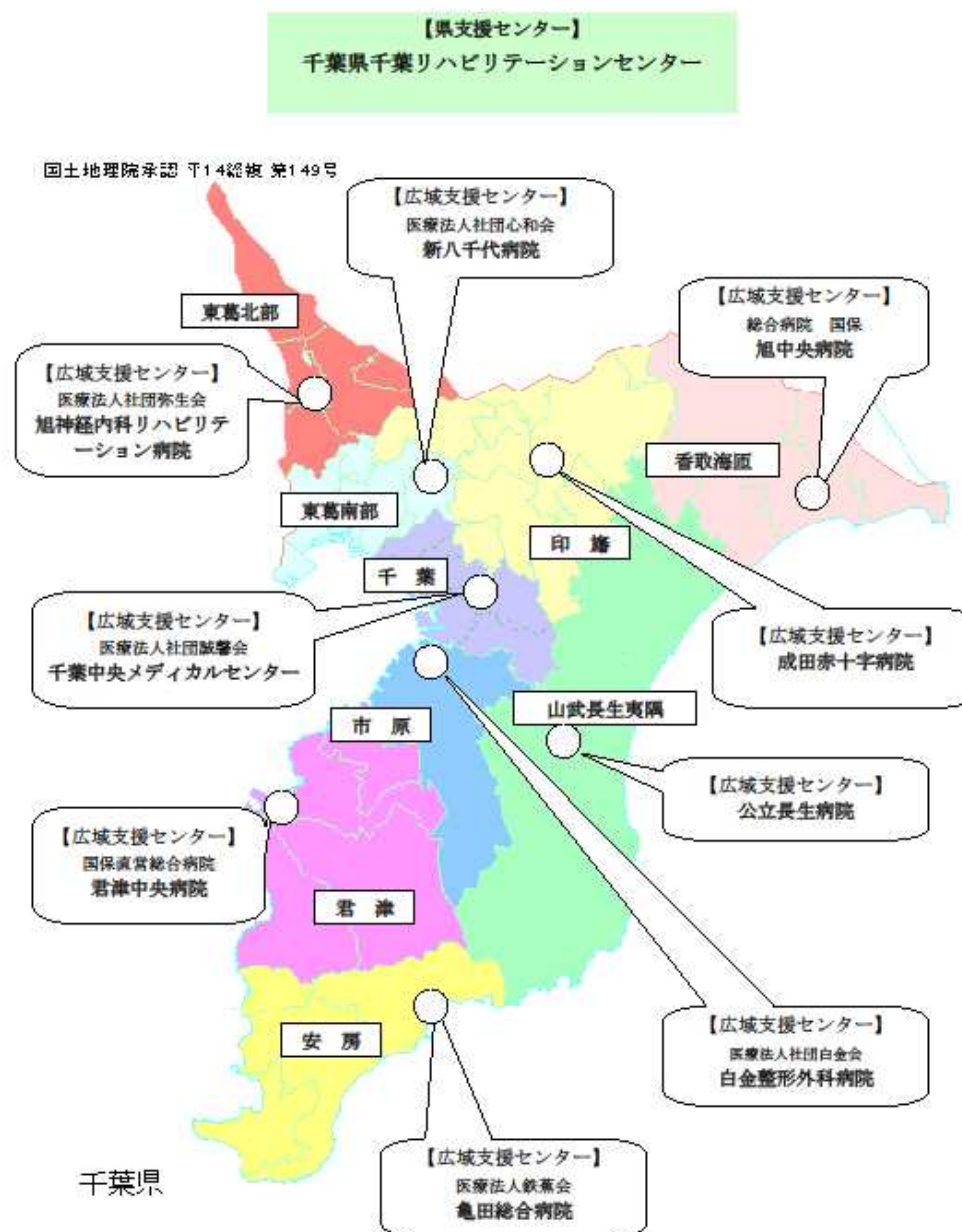 【県支援センター】
千葉県千葉リハビリテーションセンター
国土地理院承認 平14総複 第149号
【広域支援センター】
医療法人社団心和会
新八千代病院
東葛北部
【広域支援センター】
総合病院 国保
旭中央病院
【広域支援センター】
医療法人社団弥生会
旭神経内科リハビリテ
ーション病院
香取海匝
東葛南部
印 旛
千 葉
【広域支援センター】
医療法人社団誠馨会
千葉中央メディカルセンター
【広域支援センター】
成田赤十字病院
山武長生夷隅
市 原
【広域支援センター】
公立長生病院
【広域支援センター】
国保直営総合病院
君津中央病院
君 津
【広域支援センター】
医療法人社団白金会
白金整形外科病院
安 房
【広域支援センター】
医療法人鉄蕉会
亀田総合病院
千葉県